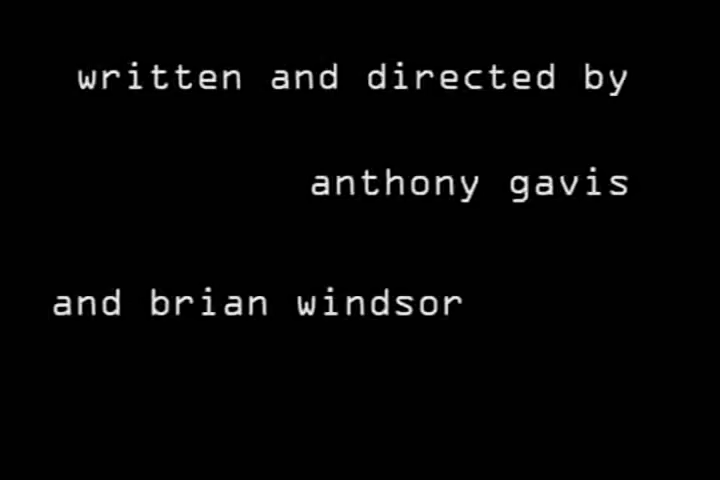 written and directed by
anthony gavis
and brian windsor